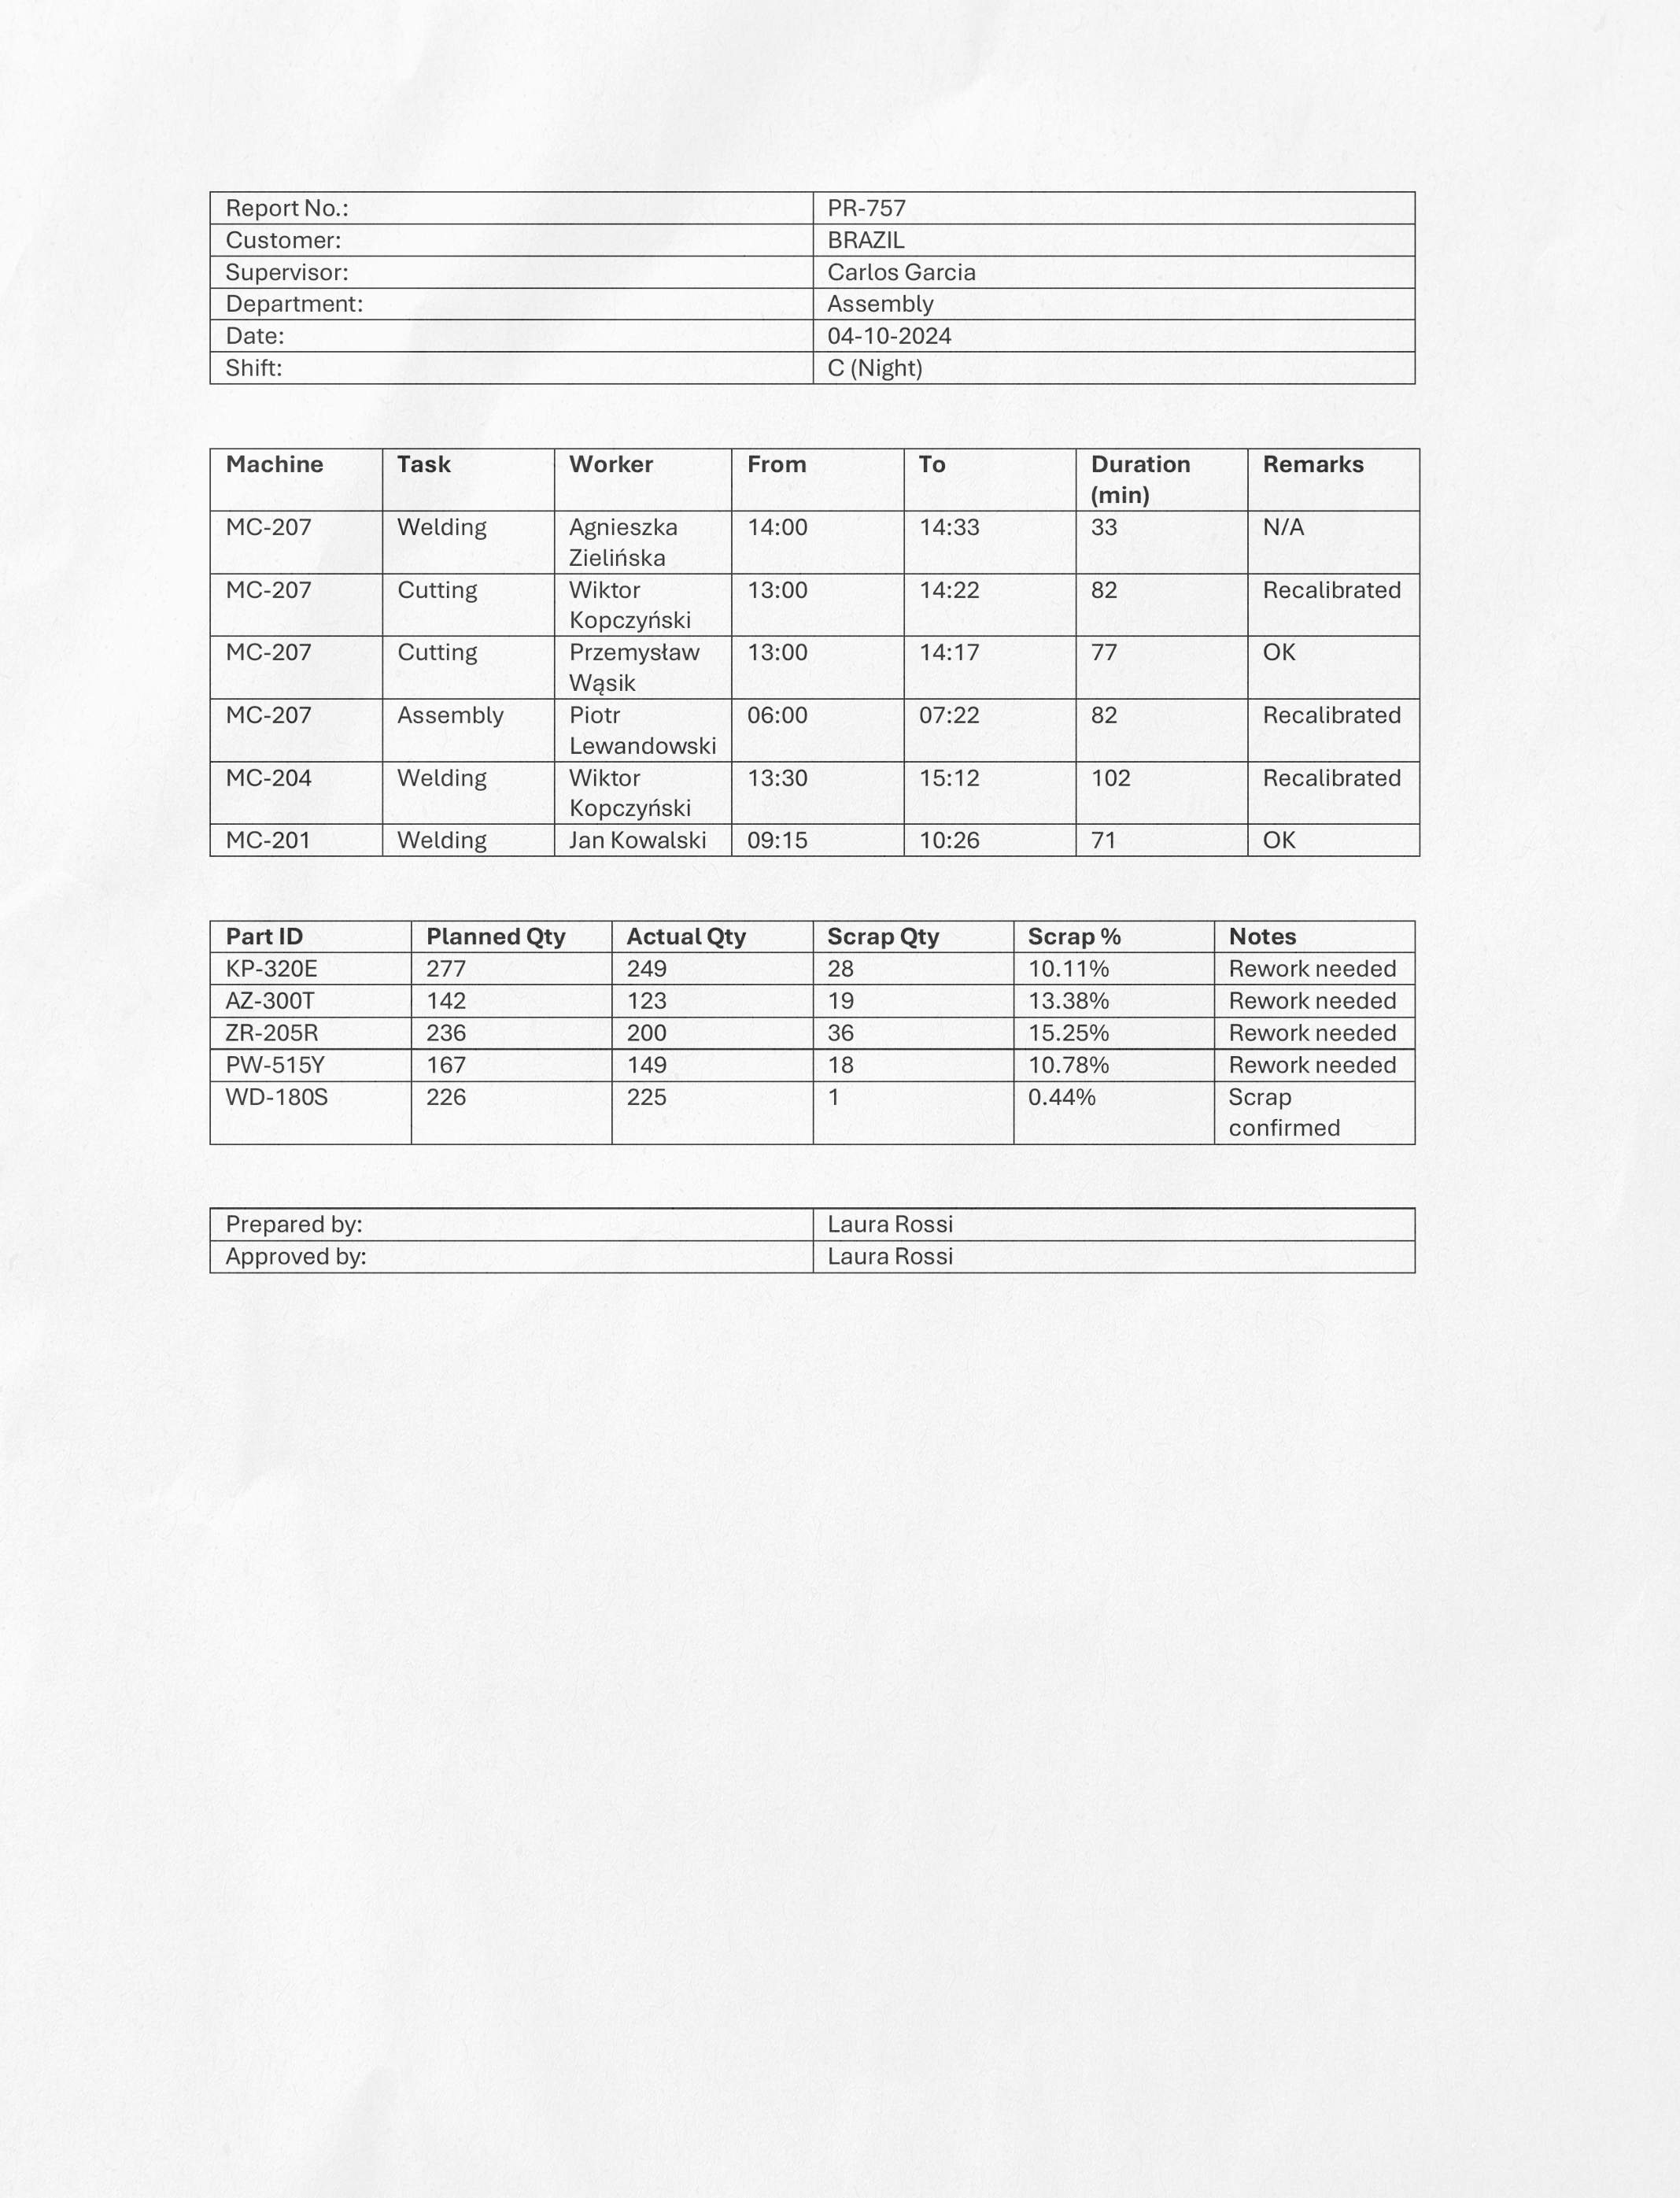 Report No.: PR-757
Customer: BRAZIL
Supervisor: Carlos Garcia
Department: Assembly
Date: 04-10-2024
Shift: C (Night)
Machine Task Worker From To Duration (min) Remarks
MC-207 Welding Agnieszka Zielińska 14:00 14:33 33 N/A
MC-207 Cutting Wiktor Kopczyński 13:00 14:22 82 Recalibrated
MC-207 Cutting Przemysław Wąsik 13:00 14:17 77 OK
MC-207 Assembly Piotr Lewandowski 06:00 07:22 82 Recalibrated
MC-204 Welding Wiktor Kopczyński 13:30 15:12 102 Recalibrated
MC-201 Welding Jan Kowalski 09:15 10:26 71 OK
Part ID Planned Qty Actual Qty Scrap Qty Scrap % Notes
KP-320E 277 249 28 10.11% Rework needed
AZ-300T 142 123 19 13.38% Rework needed
ZR-205R 236 200 36 15.25% Rework needed
PW-515Y 167 149 18 10.78% Rework needed
WD-180S 226 225 1 0.44% Scrap confirmed
Prepared by: Laura Rossi
Approved by: Laura Rossi